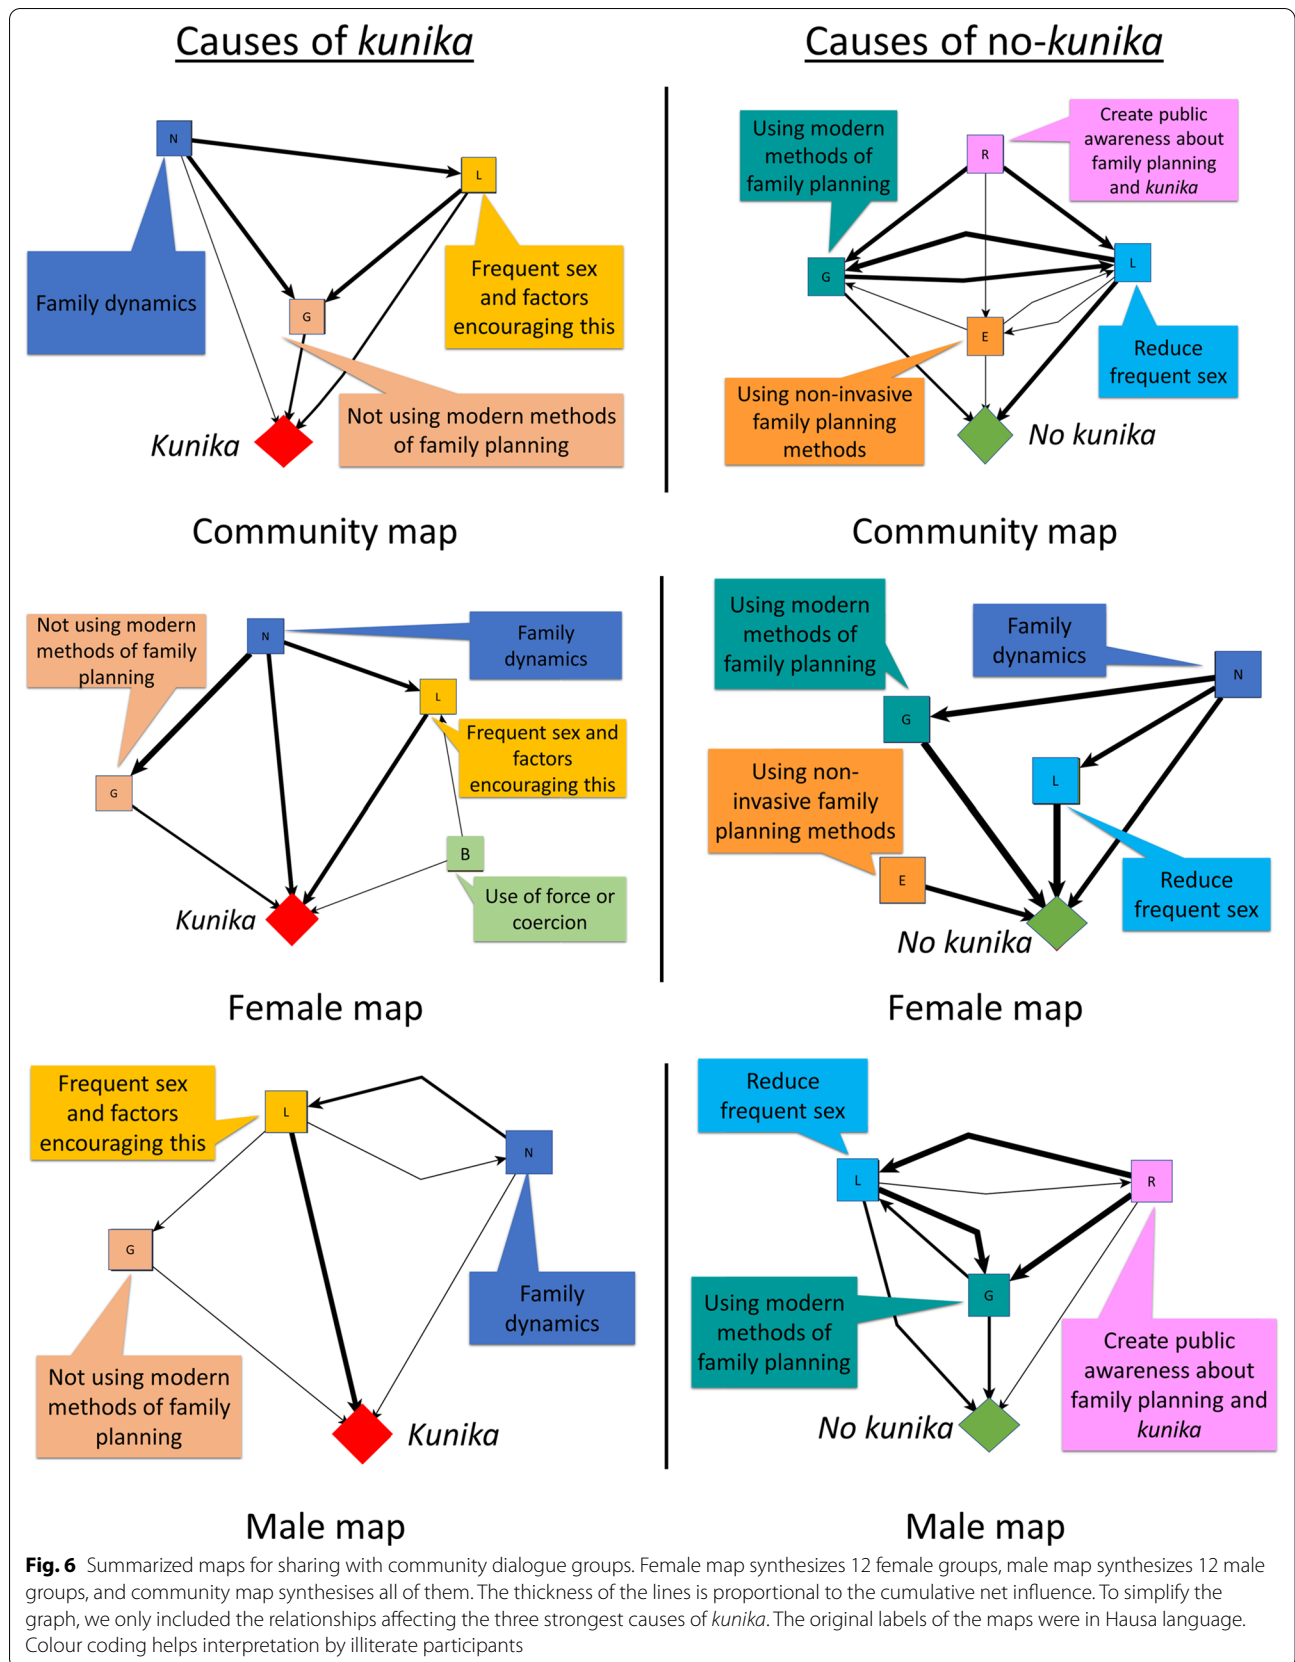 Causes of kunika
Causes of no-kunika
N
L
G
Family dynamics
Frequent sex
and factors
encouraging this
Not using modern methods
of family planning
Kunika
Community map
Using modern
methods of
family planning
Create public
awareness about
family planning
and kunika
R
G
L
E
Reduce
frequent sex
Using non-invasive
family planning
methods
No kunika
Community map
Not using modern
methods of family
planning
N
Family
dynamics
L
Frequent sex and
factors
encouraging this
G
B
Use of force or
coercion
Kunika
Female map
Using modern
methods of
family planning
Family
dynamics
N
G
L
Using non-
invasive family
planning methods
E
Reduce
frequent sex
No kunika
Female map
Frequent sex
and factors
encouraging this
L
N
G
Family
dynamics
Not using modern
methods of family
planning
Kunika
Male map
Reduce
frequent sex
L
R
G
Using modern
methods of
family planning
Create public
awareness about
family planning and
kunika
No kunika
Male map
Fig. 6 Summarized maps for sharing with community dialogue groups. Female map synthesizes 12 female groups, male map synthesizes 12 male
groups, and community map synthesises all of them. The thickness of the lines is proportional to the cumulative net influence. To simplify the
graph, we only included the relationships affecting the three strongest causes of kunika. The original labels of the maps were in Hausa language.
Colour coding helps interpretation by illiterate participants